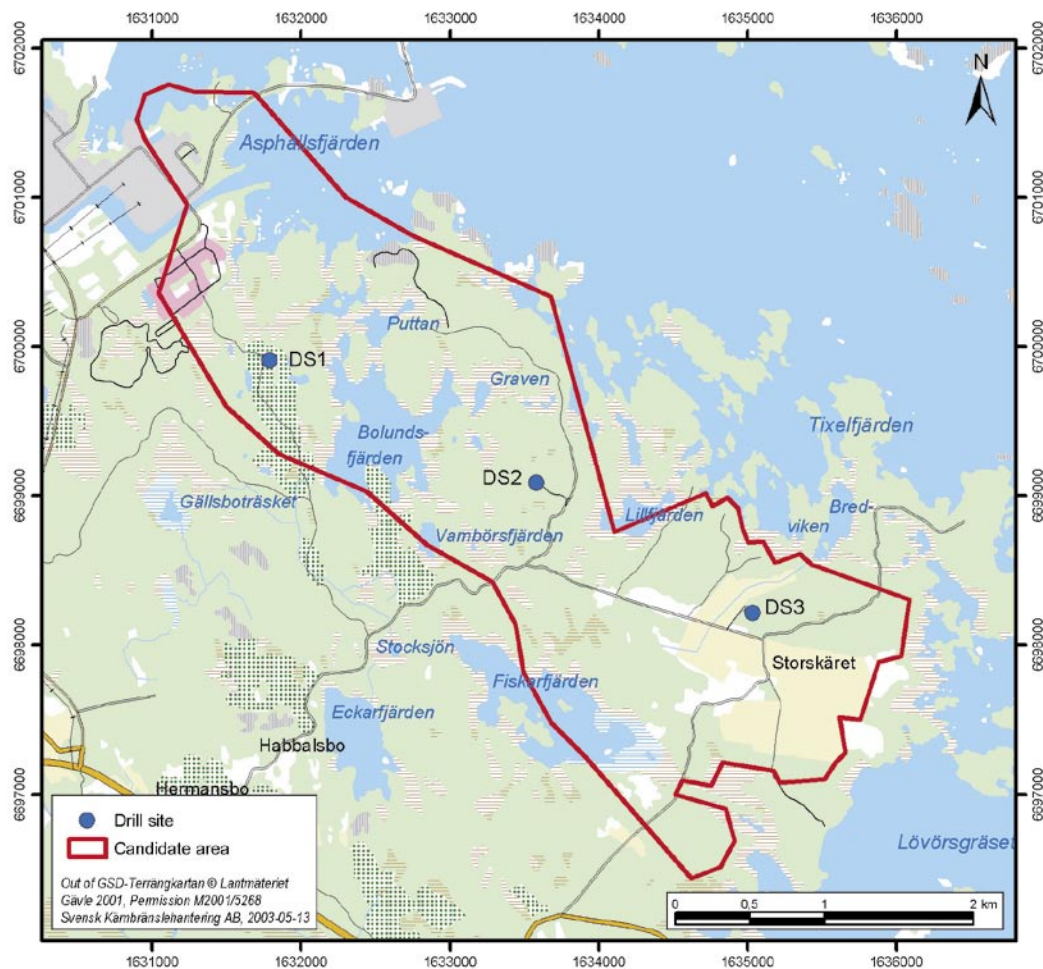 1631000 1632000 1633000 1634000 1635000 1636000
6702000
6702000
N
Asphällsfjärden
6701000
6701000
Puttan
6700000
6700000
DS1
Graven
Tixelfjärden
Bolunds-
fjärden
DS2
6699000
6699000
Gällsboträsket
Lillfjärden
Bred-
viken
Vambörsfjärden
DS3
6698000
6698000
Stocksjön
Storskäret
Fiskarfjärden
Eckarfjärden
Habbalsbo
6697000
6697000
Hermansbo
Drill site
Candidate area
Lövörsgräset
Out of GSD-Terrängkartan © Lantmäteriet
Gävle 2001, Permission M2001/5268
Svensk Kärnbränslehantering AB, 2003-05-13
0 0,5 1 2 km
1631000 1632000 1633000 1634000 1635000 1636000